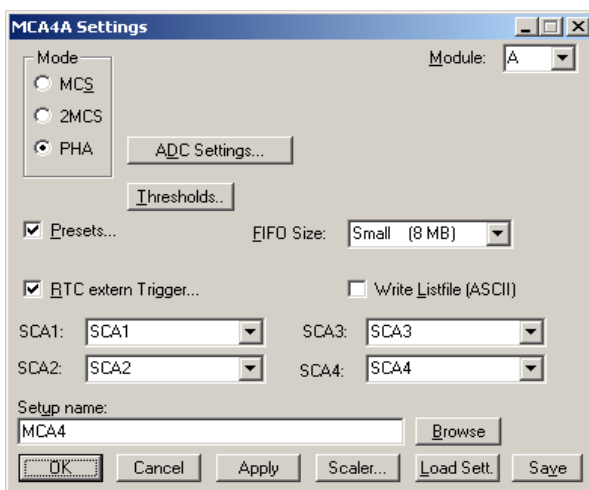 MCA4A Settings
Mode
Module: A
MCS
2MCS
PHA
ADC Settings...
Thresholds..
Presets...
FIFO Size: Small (8 MB)
RTC extern Trigger...
Write Listfile (ASCII)
SCA1: SCA1
SCA3: SCA3
SCA2: SCA2
SCA4: SCA4
Setup name:
MCA4
Browse
OK Cancel Apply Scaler... Load Sett. Save